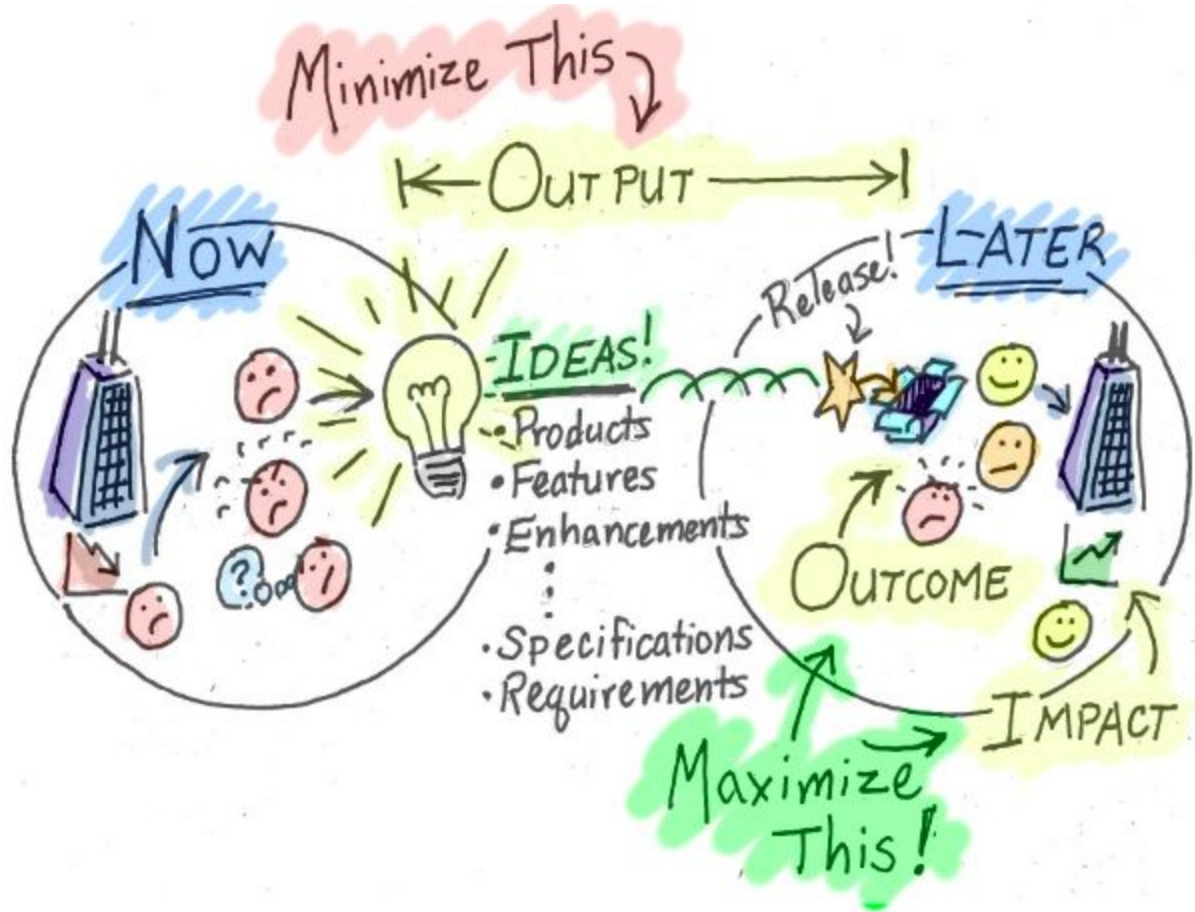 Minimize This
OUTPUT
NOW
LATER
Release!
IDEAS!
• Products
• Features
• Enhancements
• Specifications
• Requirements
?
OUTCOME
IMPACT
Maximize
This!